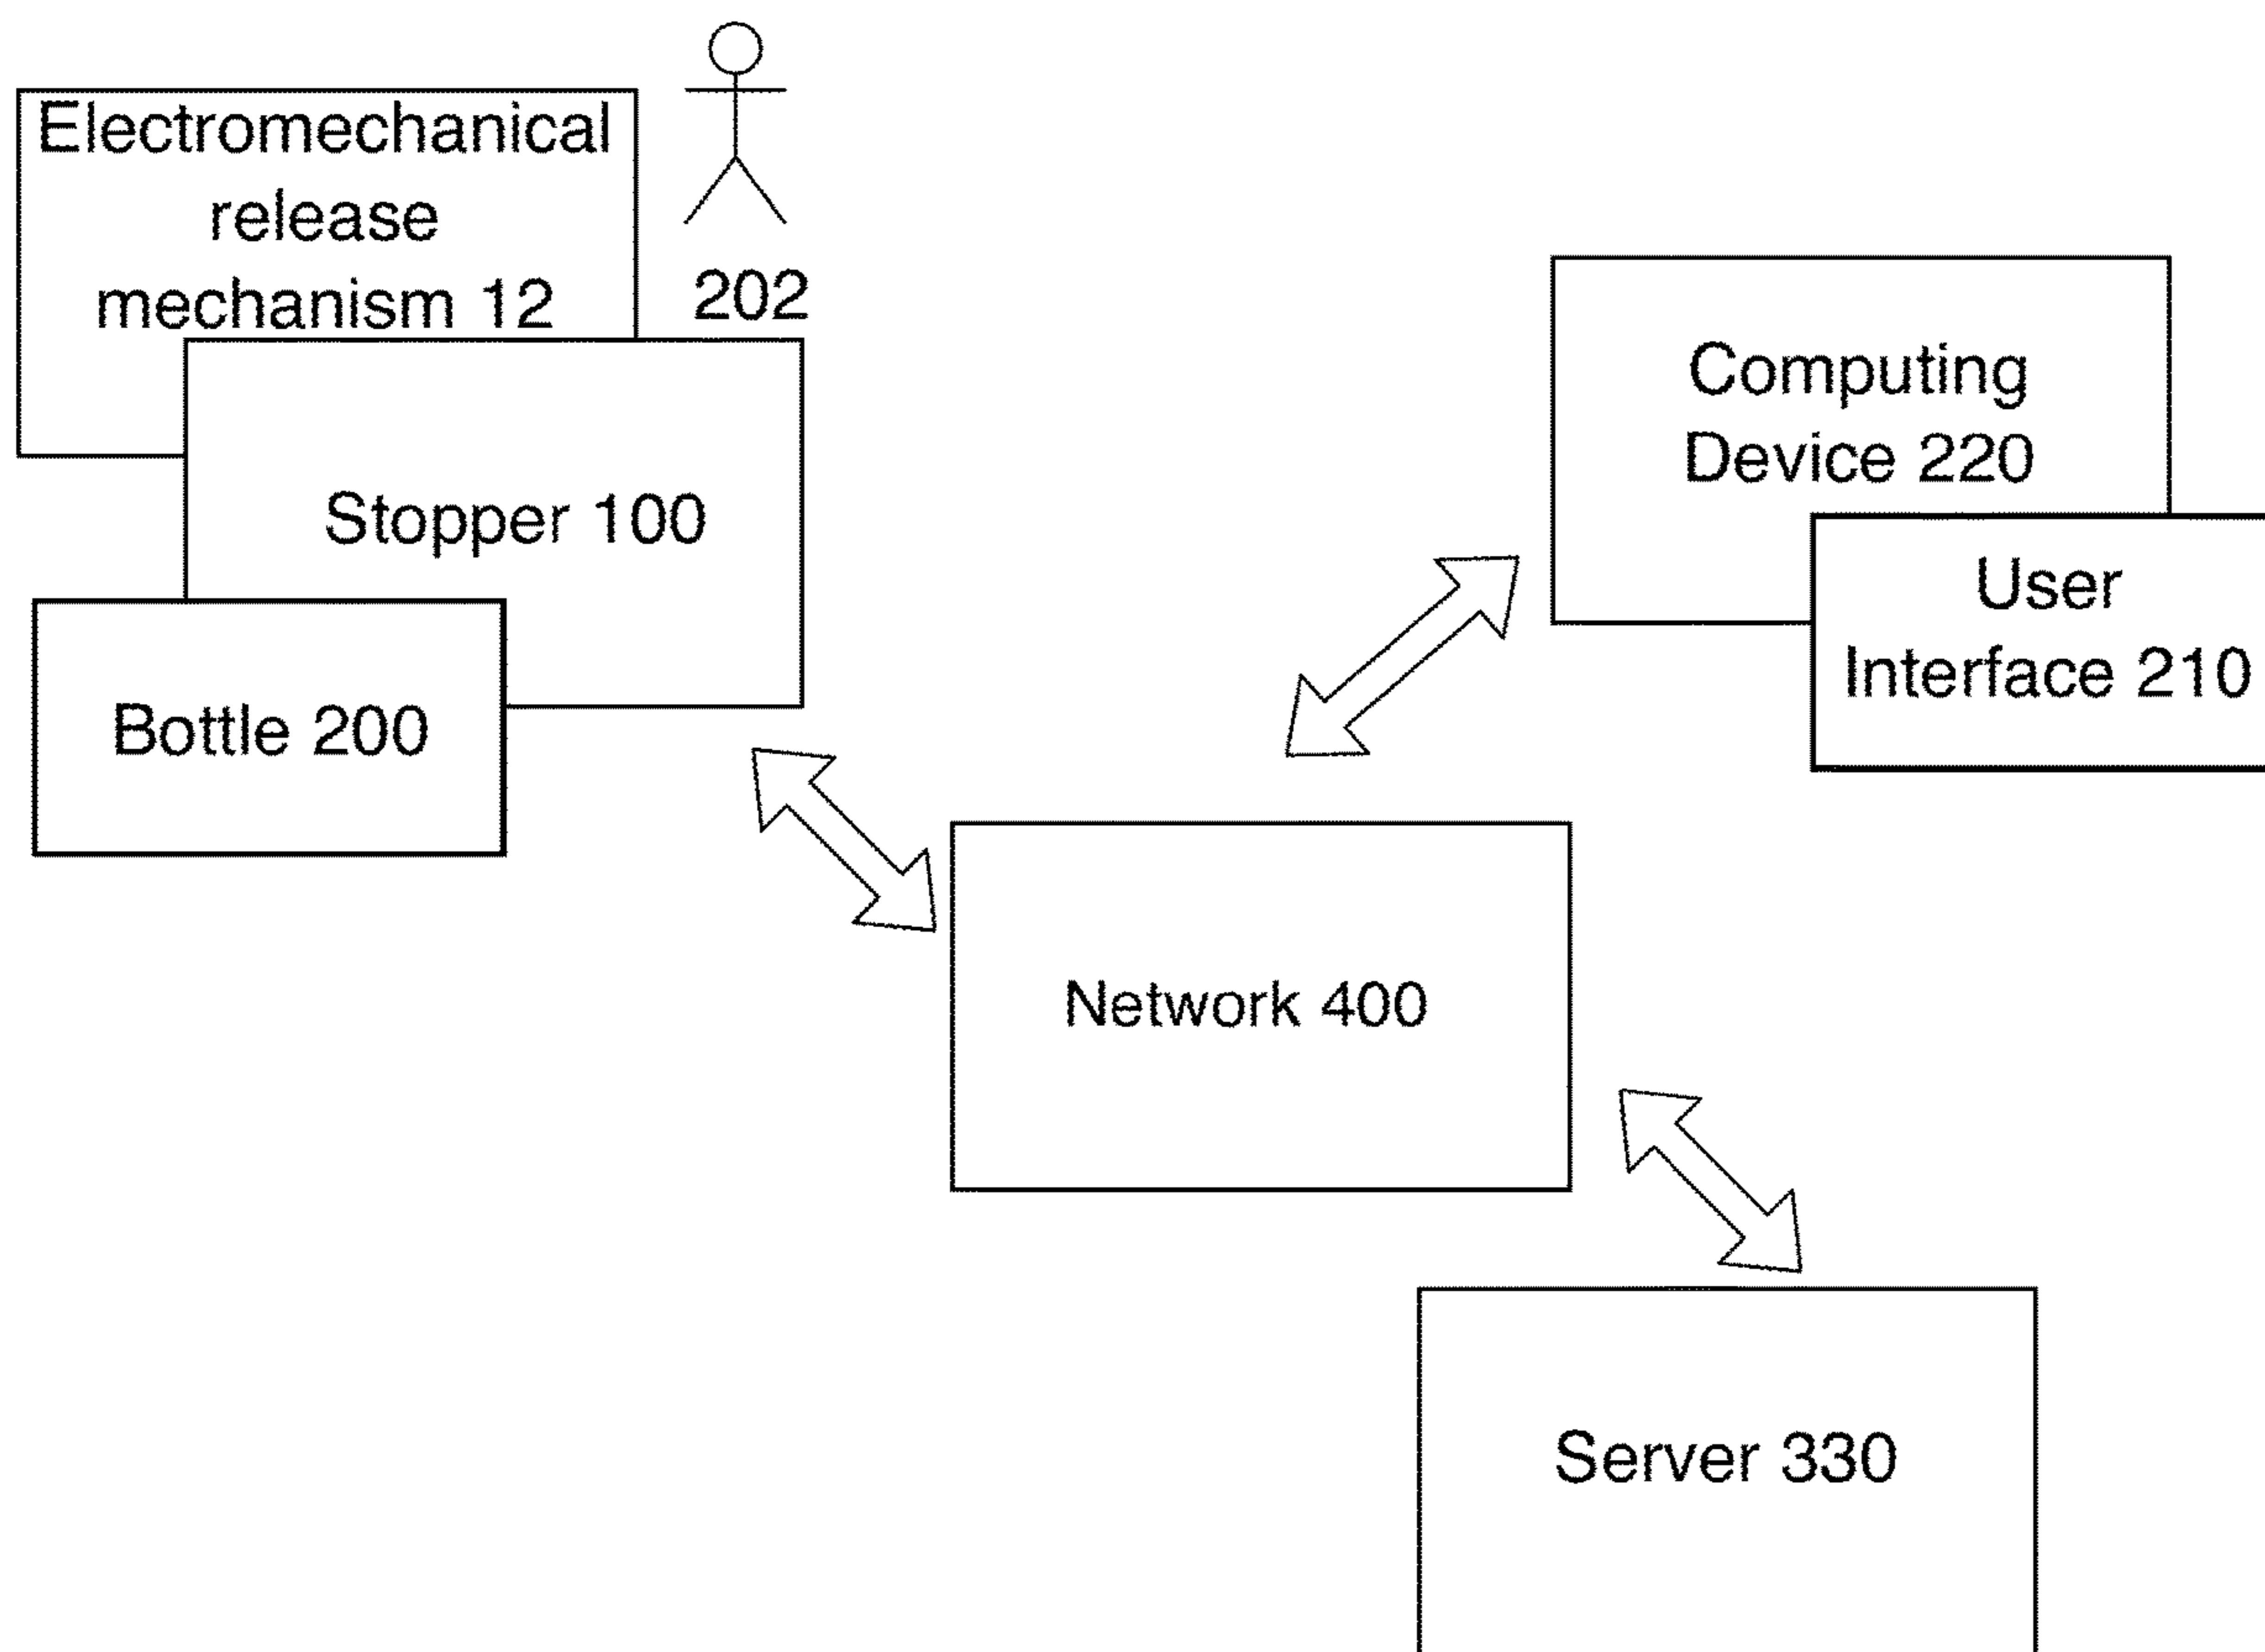 Electromechanical
release
mechanism 12
202
Stopper 100
Bottle 200
Computing
Device 220
User
Interface 210
Network 400
Server 330